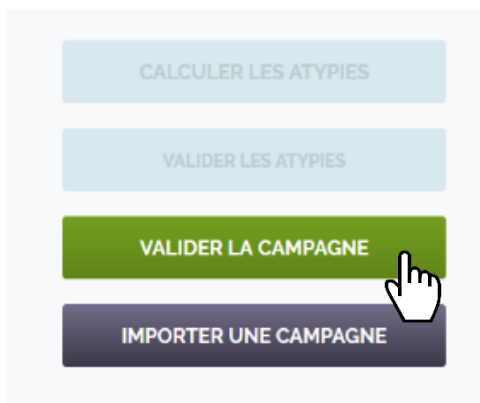 CALCULER LES ATYPIES
VALIDER LES ATYPIES
VALIDER LA CAMPAGNE
IMPORTER UNE CAMPAGNE